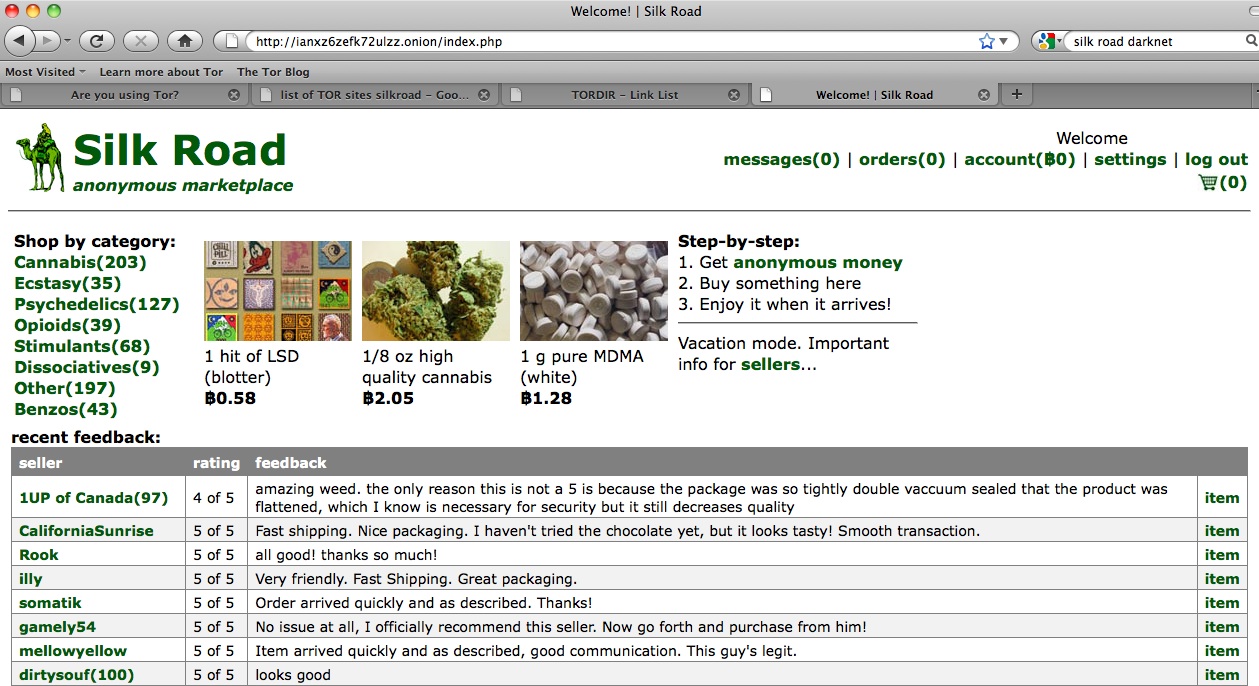 Welcome! | Silk Road
http://ianxz6zefk72ulzz.onion/index.php
silk road darknet
Most Visited
Learn more about Tor
The Tor Blog
Are you using Tor?
list of TOR sites silkroad - Goo...
TORDIR - Link List
Welcome! | Silk Road
Silk Road
anonymous marketplace
Welcome
messages(0) | orders(0) | account(฿0) | settings | log out
(0)
Shop by category:
Cannabis(203)
Ecstasy(35)
Psychedelics(127)
Opioids(39)
Stimulants(68)
Dissociatives(9)
Other(197)
Benzos(43)
CHILL PILL
1 hit of LSD
(blotter)
฿0.58
1/8 oz high
quality cannabis
฿2.05
1 g pure MDMA
(white)
฿1.28
Step-by-step:
1. Get anonymous money
2. Buy something here
3. Enjoy it when it arrives!
Vacation mode. Important
info for sellers...
recent feedback:
seller rating feedback
1UP of Canada(97) 4 of 5 amazing weed. the only reason this is not a 5 is because the package was so tightly double vaccuum sealed that the product was
flattened, which I know is necessary for security but it still decreases quality item
CaliforniaSunrise 5 of 5 Fast shipping. Nice packaging. I haven't tried the chocolate yet, but it looks tasty! Smooth transaction. item
Rook 5 of 5 all good! thanks so much! item
illy 5 of 5 Very friendly. Fast Shipping. Great packaging. item
somatik 5 of 5 Order arrived quickly and as described. Thanks! item
gamely54 5 of 5 No issue at all, I officially recommend this seller. Now go forth and purchase from him! item
mellowyellow 5 of 5 Item arrived quickly and as described, good communication. This guy's legit. item
dirtysouf(100) 5 of 5 looks good item